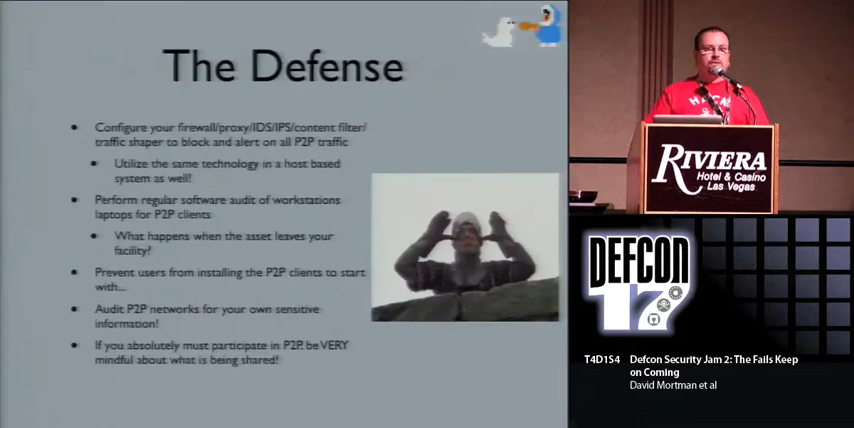 The Defense
Configure your firewall/proxy/IDS/IPS/content filter/
traffic shaper to block and alert on all P2P traffic
Utilize the same technology in a host based
system as well!
Perform regular software audit of workstations
laptops for P2P clients
What happens when the asset leaves your
facility?
Prevent users from installing the P2P clients to start
with....
Audit P2P networks for your own sensitive
information!
If you absolutely must participate in P2P, be VERY
mindful about what is being shared!
RIVIERA
Hotel & Casino
Las Vegas
DEFCON
17
T4D1S4 Defcon Security Jam 2: The Fails Keep
on Coming
David Mortman et al